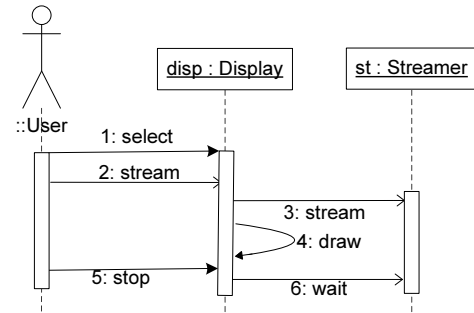 disp : Display
st : Streamer
::User
1: select
2: stream
3: stream
4: draw
5: stop
6: wait